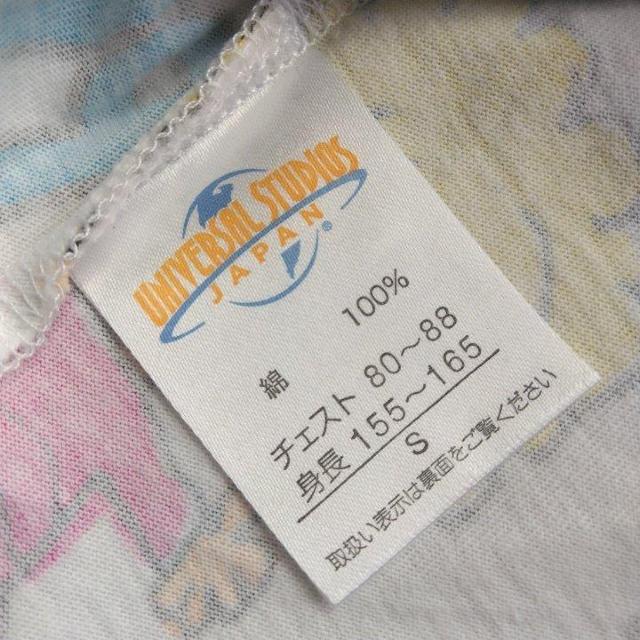 UNIVERSAL STUDIOS
JAPAN®
綿 100%
チェスト 80～88
身長 155～165
S
取扱い表示は裏面をご覧ください